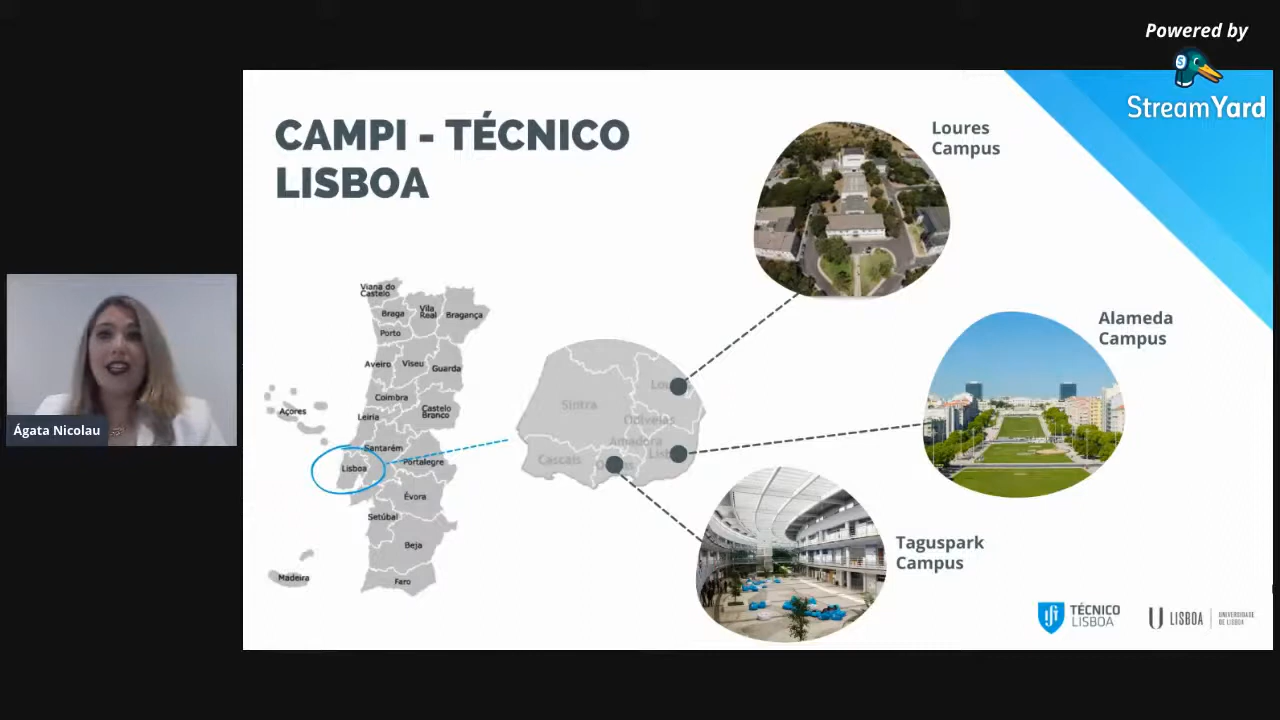 Powered by
StreamYard
CAMPI - TÉCNICO
LISBOA
Loures
Campus
Alameda
Campus
Taguspark
Campus
Viana do
Castelo
Braga
Vila
Real
Bragança
Porto
Aveiro
Viseu
Guarda
Coimbra
Castelo
Branco
Leiria
Açores
Santarém
Lisboa
Portalegre
Évora
Setúbal
Beja
Faro
Madeira
Sintra
Odivelas
Amadora
Cascais
Ágata Nicolau
TÉCNICO
LISBOA
LISBOA
UNIVERSIDADE
DE LISBOA